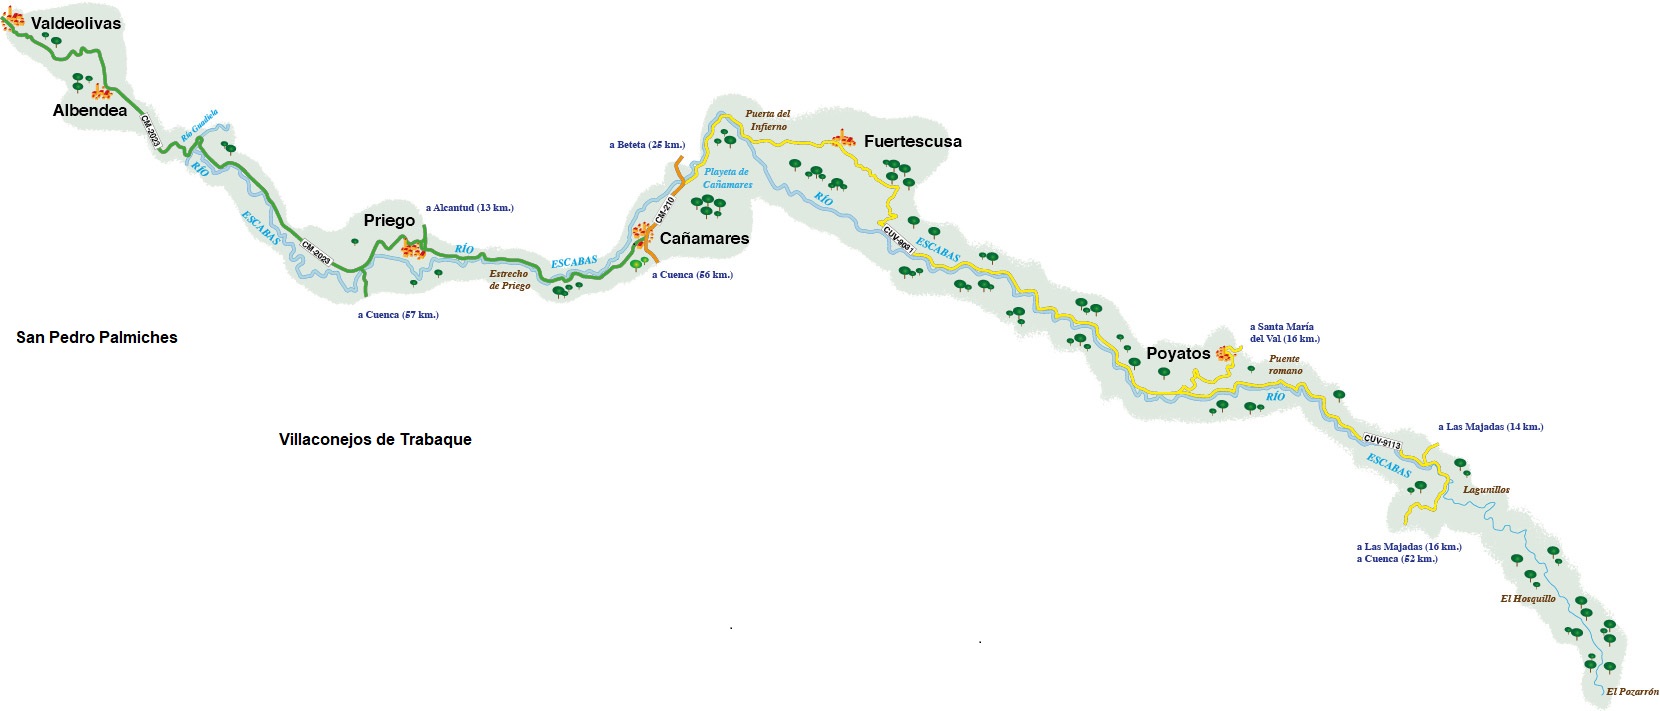 Valdeolivas
Albendea
CM-2023
Río Guadiela
RÍO
ESCABAS
CM-2023
Priego
a Alcantud (13 km.)
a Cuenca (57 km.)
RÍO
Estrecho
de Priego
ESCABAS
a Beteta (25 km.)
CM-210
Cañamares
a Cuenca (56 km.)
Playeta de
Cañamares
Puerta del
Infierno
Fuertescusa
RÍO
CUV-9031
ESCABAS
San Pedro Palmiches
Villaconejos de Trabaque
Poyatos
a Santa María
del Val (16 km.)
Puente
romano
RÍO
CUV-9113
ESCABAS
a Las Majadas (14 km.)
Lagunillos
a Las Majadas (16 km.)
a Cuenca (52 km.)
El Hosquillo
El Pozarrón